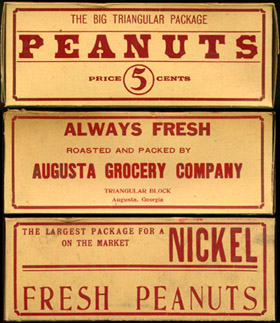 THE BIG TRIANGULAR PACKAGE
PEANUTS
PRICE 5 CENTS
ALWAYS FRESH
ROASTED AND PACKED BY
AUGUSTA GROCERY COMPANY
TRIANGULAR BLOCK
Augusta, Georgia
THE LARGEST PACKAGE FOR A
ON THE MARKET
NICKEL
FRESH PEANUTS